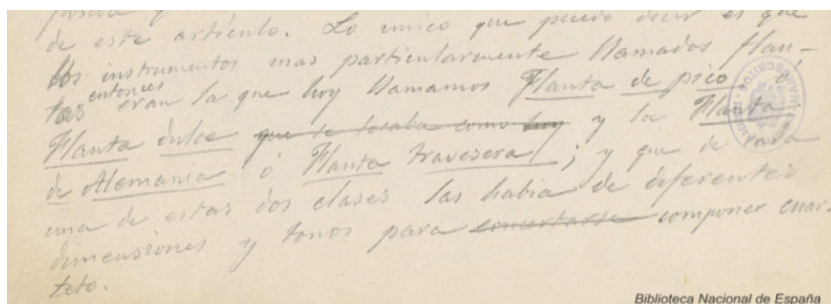 de este artículo. Lo unico que puedo decir es que
los instrumentos mas particularmente llamados flau-
tas entonces eran la que hoy llamamos Flauta de pico ó
Flauta dulce que se tocaba como hoy y la Flauta
de Alemania ó Flauta travesera; y que de cada
una de estas dos clases las habia de diferentes
dimensiones y tonos para concertarse componer cuar-
teto.
Biblioteca Nacional de España